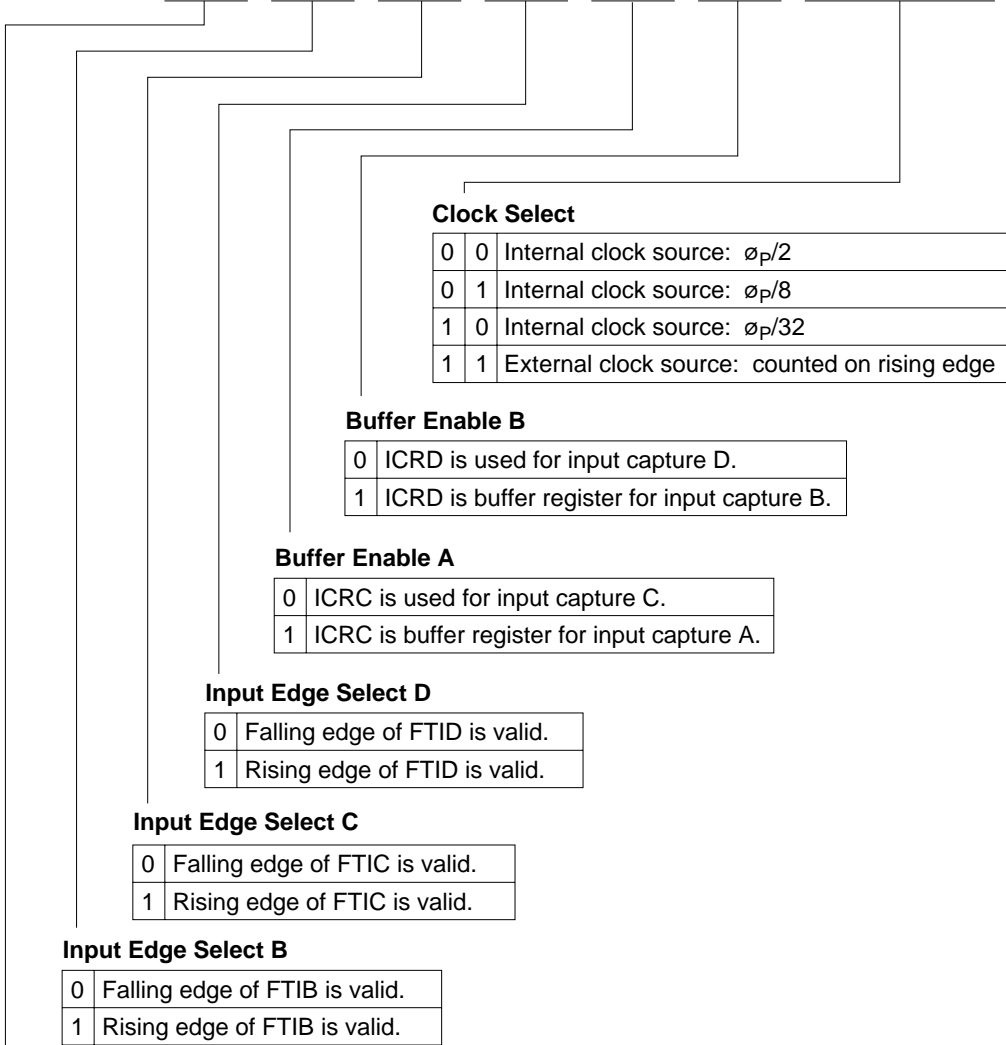 Clock Select
0 0 Internal clock source: øP/2
0 1 Internal clock source: øP/8
1 0 Internal clock source: øP/32
1 1 External clock source: counted on rising edge
Buffer Enable B
0 ICRD is used for input capture D.
1 ICRD is buffer register for input capture B.
Buffer Enable A
0 ICRC is used for input capture C.
1 ICRC is buffer register for input capture A.
Input Edge Select D
0 Falling edge of FTID is valid.
1 Rising edge of FTID is valid.
Input Edge Select C
0 Falling edge of FTIC is valid.
1 Rising edge of FTIC is valid.
Input Edge Select B
0 Falling edge of FTIB is valid.
1 Rising edge of FTIB is valid.